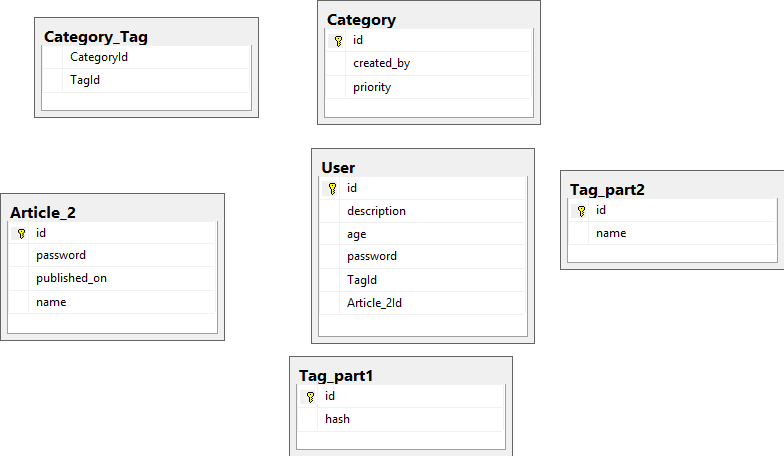 Category_Tag
CategoryId
TagId
Category
id
created_by
priority
Article_2
id
password
published_on
name
User
id
description
age
password
TagId
Article_2Id
Tag_part2
id
name
Tag_part1
id
hash